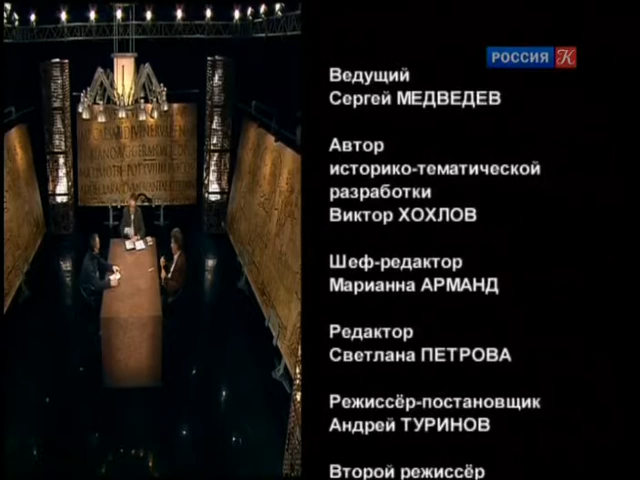 РОССИЯ К
Ведущий
Сергей МЕДВЕДЕВ
Автор
историко-тематической
разработки
Виктор ХОХЛОВ
Шеф-редактор
Марианна АРМАНД
Редактор
Светлана ПЕТРОВА
Режиссёр-постановщик
Андрей ТУРИНОВ
Второй режиссёр